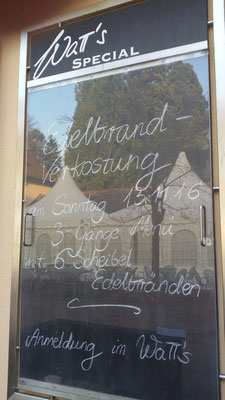 Watt's
SPECIAL
Edelbrand-
Verkostung
am Sonntag 13.11.16
3-Gänge Menü
mit 6 Scheibel
Edelbränden
Anmeldung im Watt's